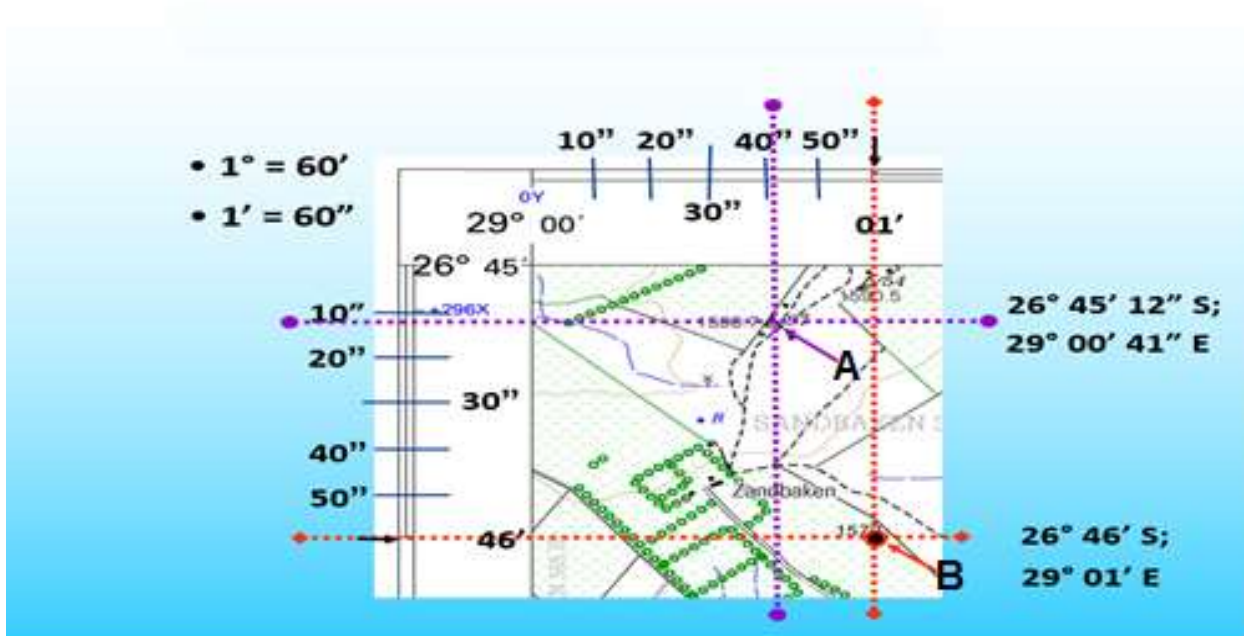 10” 20” 40” 50”
• 1° = 60′
• 1′ = 60”
0Y
30”
29° 00′
01′
26° 45′
10”
296X
26° 45′ 12” S;
29° 00′ 41” E
A
20”
30”
R
SANDBAKEN S
40”
50”
Zandbaken
46′
26° 46′ S;
29° 01′ E
B